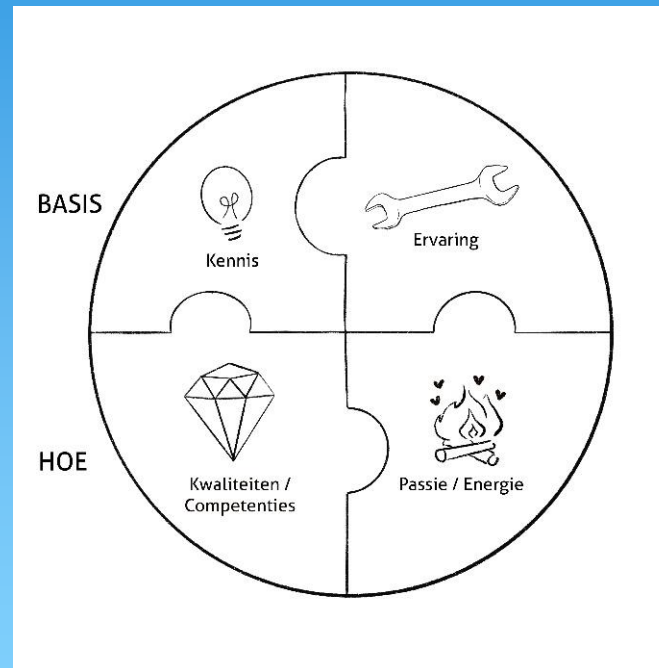 BASIS
Kennis
Ervaring
HOE
Kwaliteiten /
Competenties
Passie / Energie